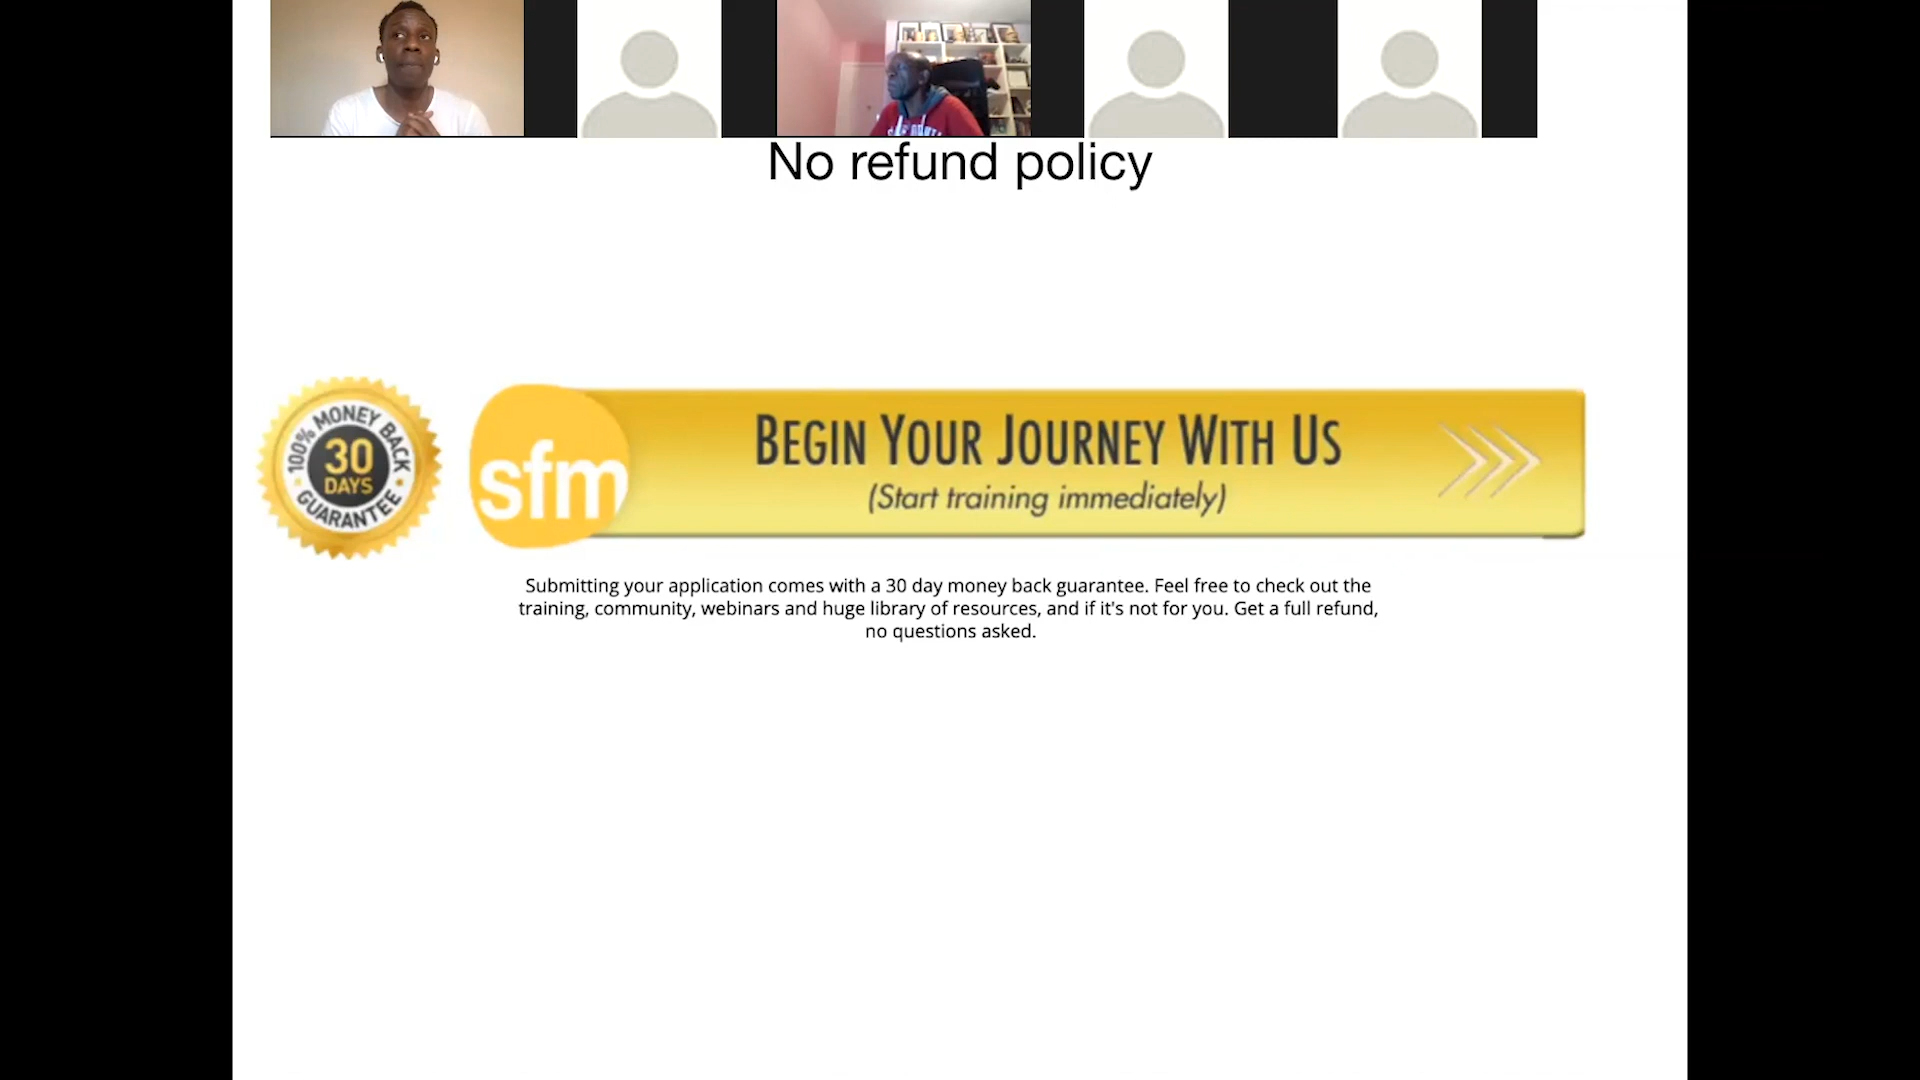 No refund policy
100% MONEY BACK
30
DAYS
GUARANTEE
sfm
BEGIN YOUR JOURNEY WITH US
(Start training immediately)
Submitting your application comes with a 30 day money back guarantee. Feel free to check out the
training, community, webinars and huge library of resources, and if it's not for you. Get a full refund,
no questions asked.